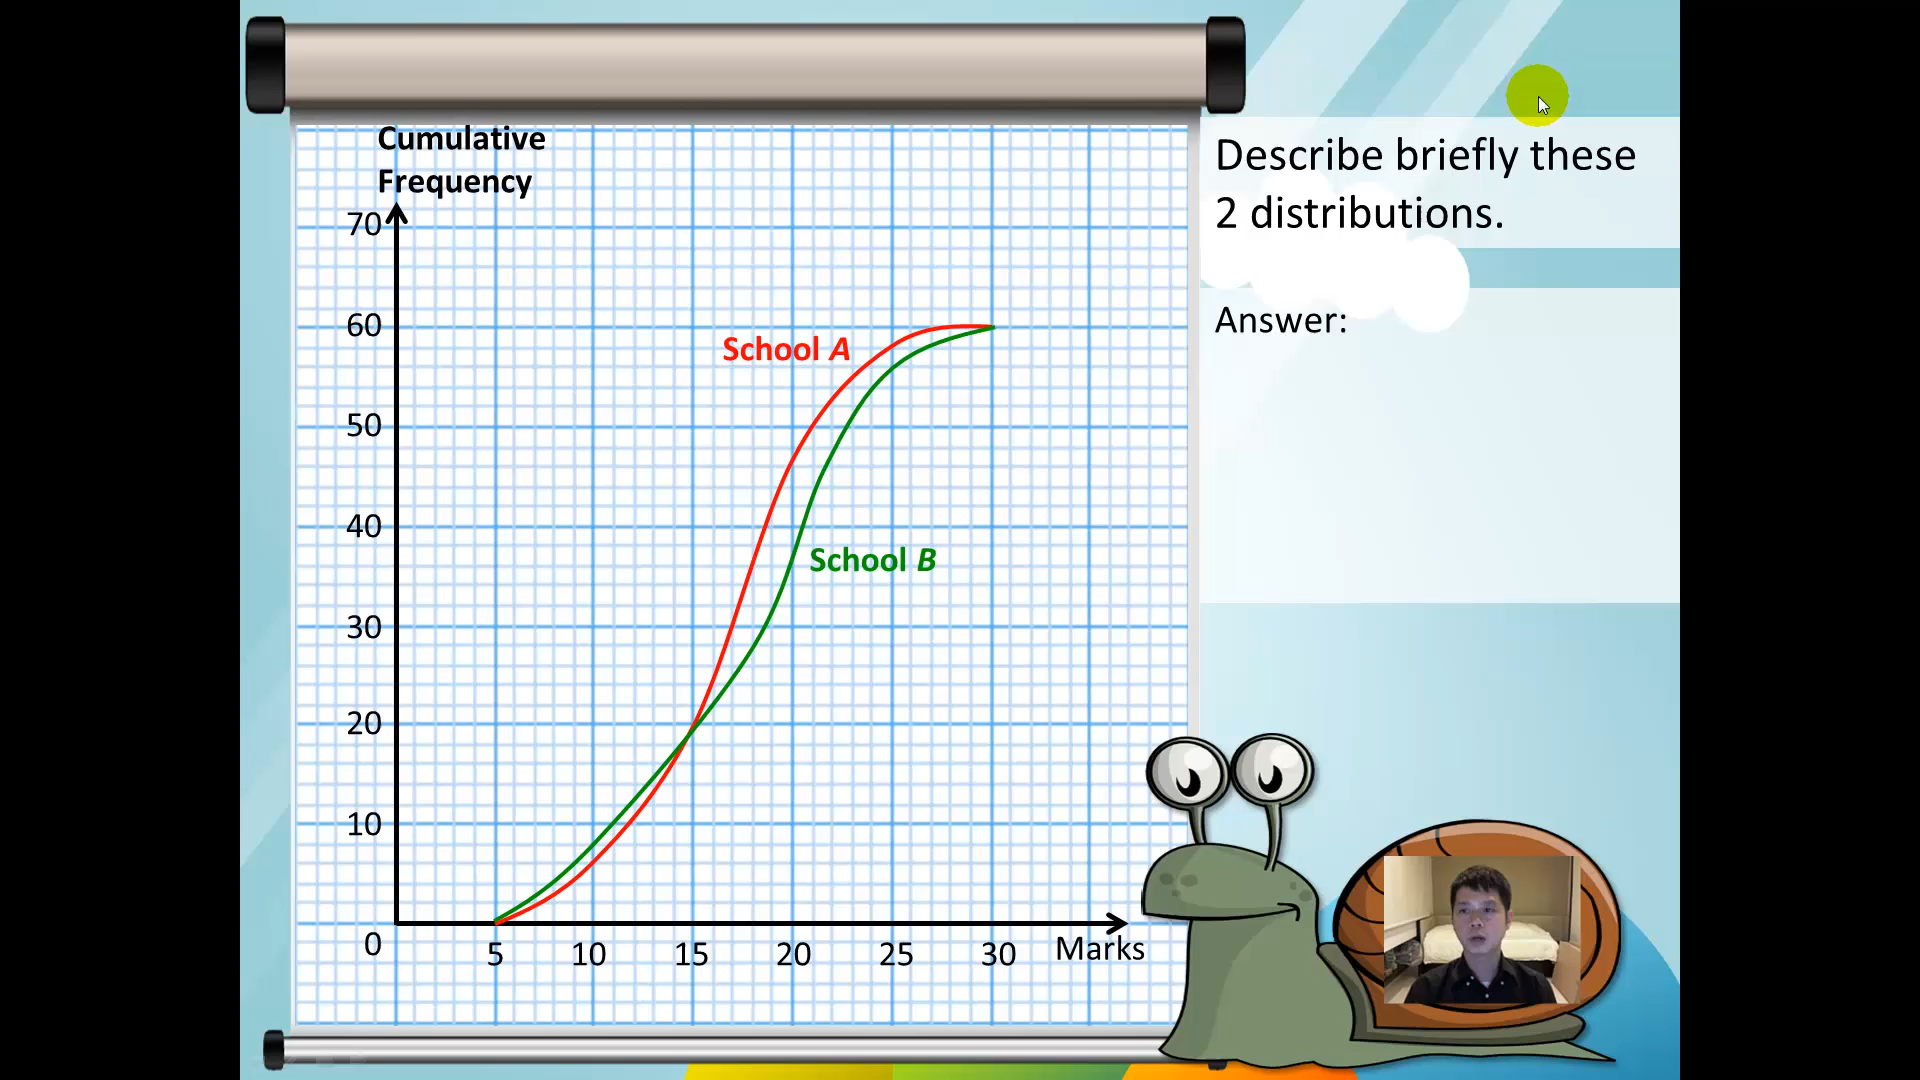 Cumulative
Frequency
70
60
50
40
30
20
10
0
5 10 15 20 25 30
Marks
School A
School B
Describe briefly these
2 distributions.
Answer: